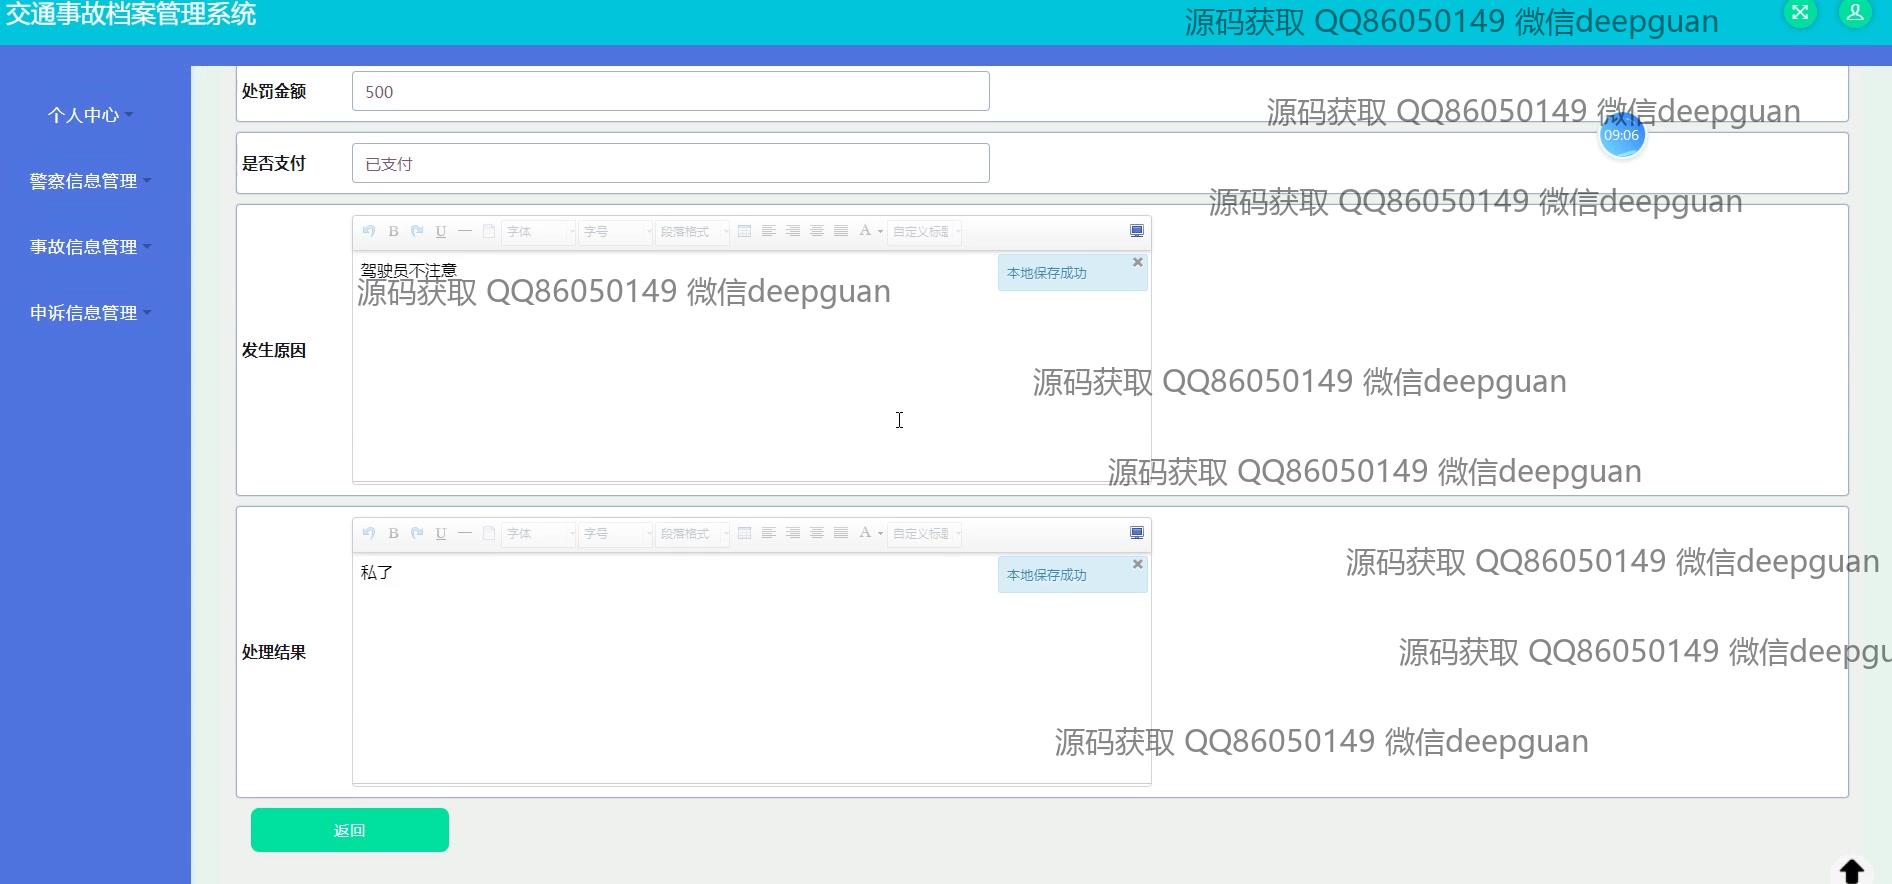 交通事故档案管理系统
源码获取 QQ86050149 微信deepguan
个人中心
警察信息管理
事故信息管理
申诉信息管理
处罚金额
500
源码获取 QQ86050149 微信deepguan
09:06
是否支付
已支付
源码获取 QQ86050149 微信deepguan
B U 字体 字号 段落格式 A 自定义标题
驾驶员不注意
本地保存成功
源码获取 QQ86050149 微信deepguan
发生原因
源码获取 QQ86050149 微信deepguan
源码获取 QQ86050149 微信deepguan
B U 字体 字号 段落格式 A 自定义标题
私了
本地保存成功
源码获取 QQ86050149 微信deepguan
处理结果
源码获取 QQ86050149 微信deepgu
源码获取 QQ86050149 微信deepguan
返回